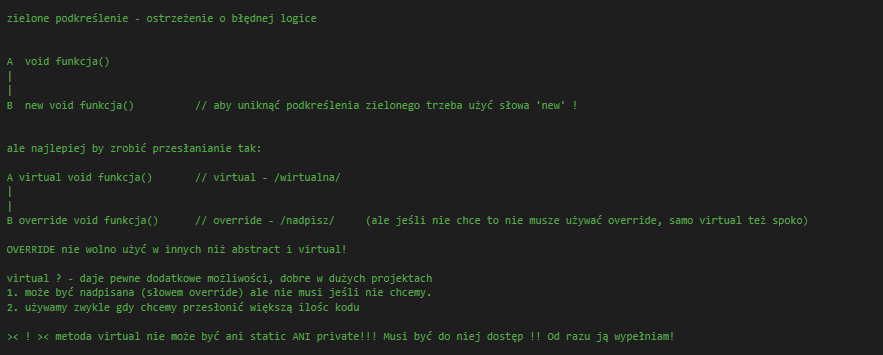 zielone podkreślenie - ostrzeżenie o błędnej logice
A  void funkcja()
|
|
B  new void funkcja()          // aby uniknąć podkreślenia zielonego trzeba użyć słowa 'new' !
ale najlepiej by zrobić przesłanianie tak:
A virtual void funkcja()       // virtual - /wirtualna/
|
|
B override void funkcja()      // override - /nadpisz/     (ale jeśli nie chce to nie musze używać override, samo virtual też spoko)
OVERRIDE nie wolno użyć w innych niż abstract i virtual!
virtual ? - daje pewne dodatkowe możliwości, dobre w dużych projektach
1. może być nadpisana (słowem override) ale nie musi jeśli nie chcemy.
2. używamy zwykle gdy chcemy przesłonić większą ilośc kodu
>< ! >< metoda virtual nie może być ani static ANI private!!! Musi być do niej dostęp !! Od razu ją wypełniam!